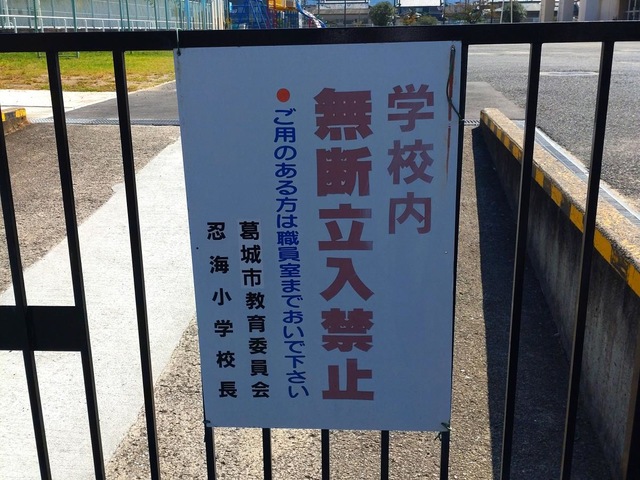 学校内
無断立入禁止
●ご用のある方は職員室までおいで下さい
葛城市教育委員会
忍海小学校長